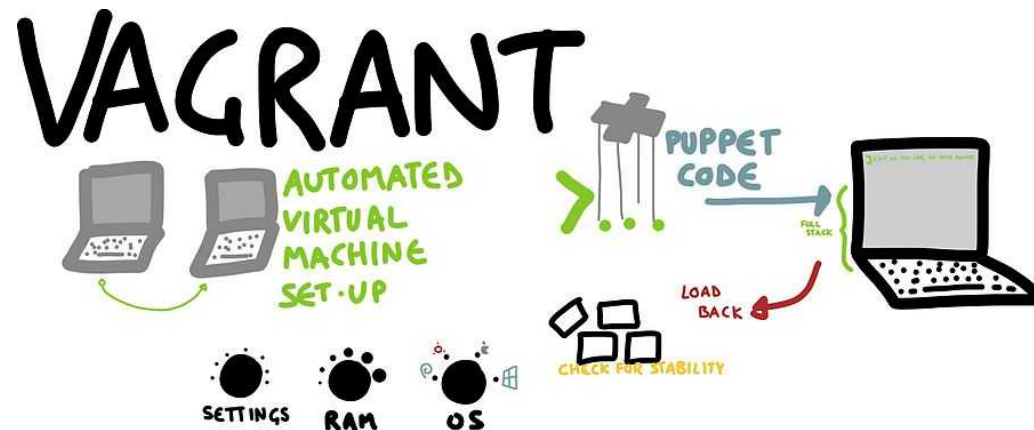 VAGRANT
AUTOMATED
VIRTUAL
MACHINE
SET-UP
PUPPET
CODE
FULL
STACK
LOAD
BACK
CHECK FOR STABILITY
SETTINGS
RAM
OS